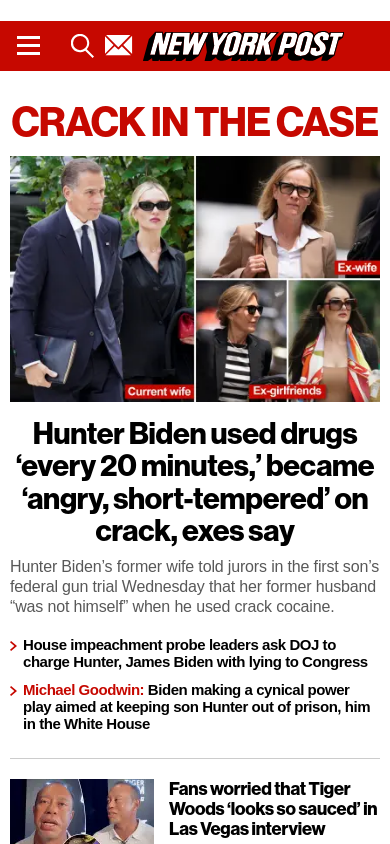 NEW YORK POST
CRACK IN THE CASE
Ex-wife
Current wife
Ex-girlfriends
Hunter Biden used drugs
‘every 20 minutes,’ became
‘angry, short-tempered’ on
crack, exes say
Hunter Biden’s former wife told jurors in the first son’s
federal gun trial Wednesday that her former husband
“was not himself” when he used crack cocaine.
House impeachment probe leaders ask DOJ to
charge Hunter, James Biden with lying to Congress
Michael Goodwin: Biden making a cynical power
play aimed at keeping son Hunter out of prison, him
in the White House
Fans worried that Tiger
Woods ‘looks so sauced’ in
Las Vegas interview